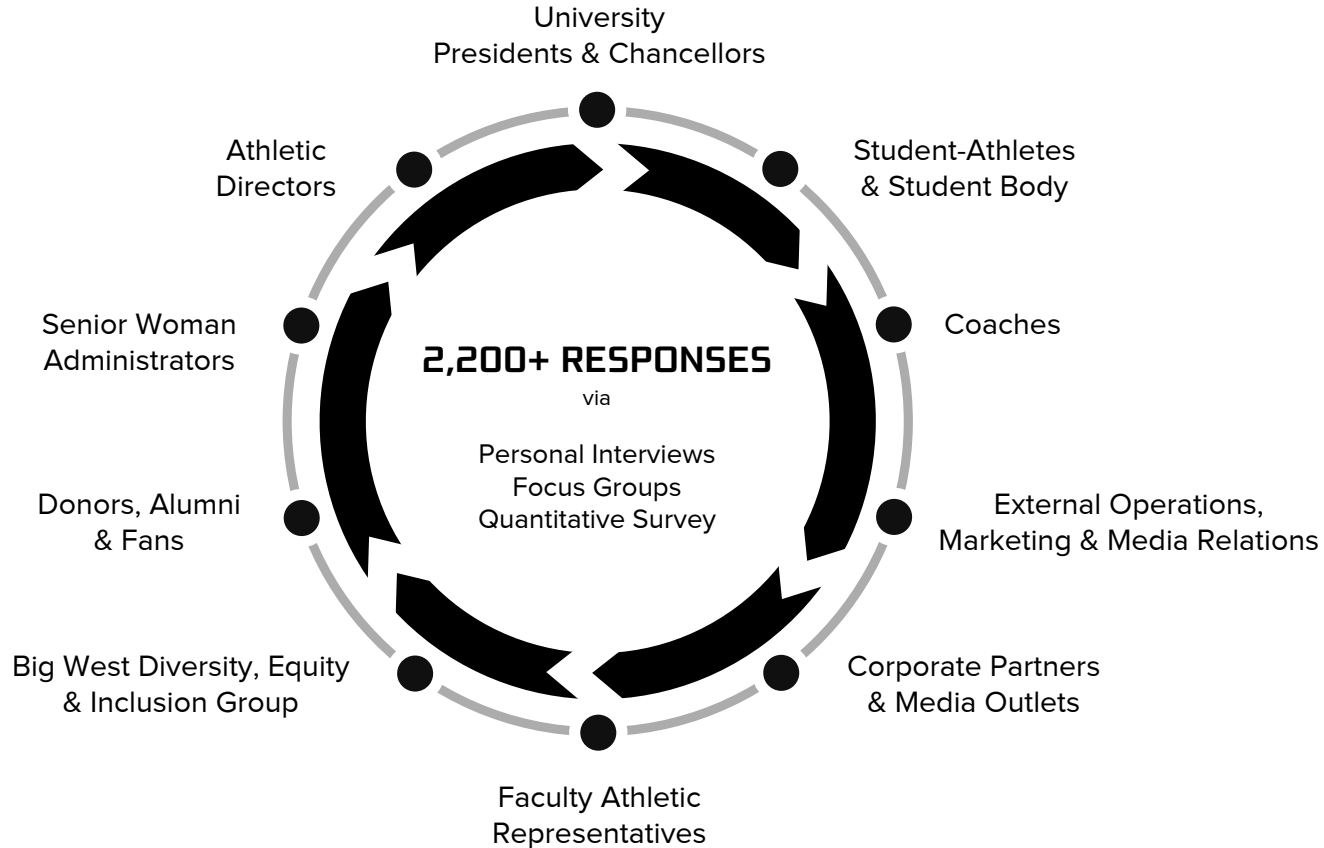 University
Presidents & Chancellors
Athletic
Directors
Student-Athletes
& Student Body
Senior Woman
Administrators
Coaches
2,200+ RESPONSES
via
Personal Interviews
Focus Groups
Quantitative Survey
Donors, Alumni
& Fans
External Operations,
Marketing & Media Relations
Big West Diversity, Equity
& Inclusion Group
Corporate Partners
& Media Outlets
Faculty Athletic
Representatives